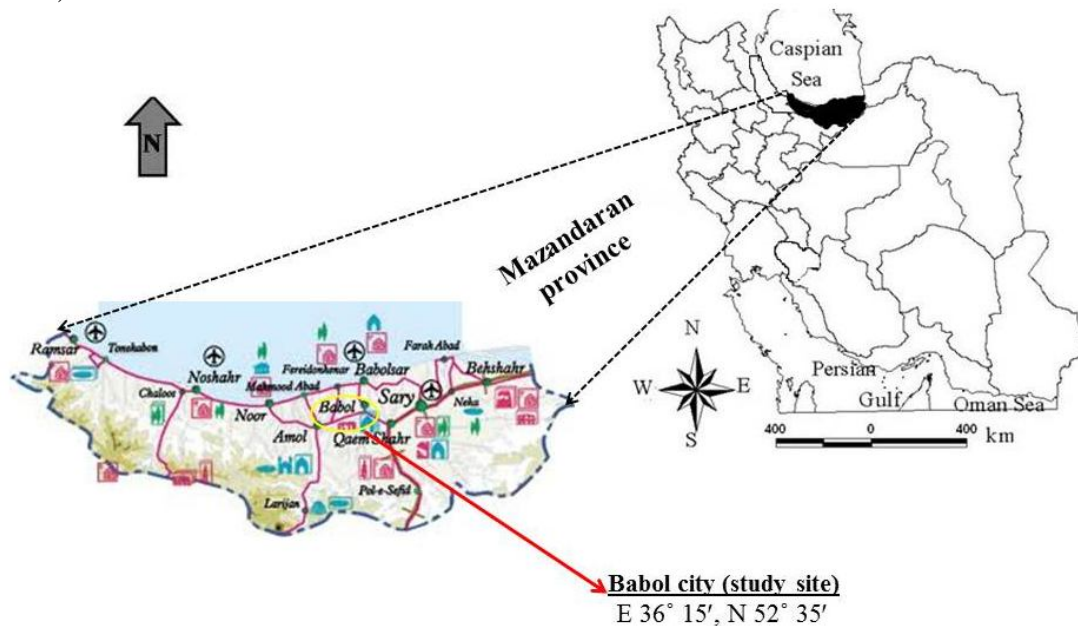 Caspian
Sea
N
Mazandaran
province
Ramsar
Tonekabon
Noshahr
Chaloos
Mahmood Abad
Fereidonkenar
Babolsar
Farah Abad
Behshahr
Noor
Babol
Sary
Neka
Amol
Qaem Shahr
Pol-e-Sefid
Larijan
N
W
E
S
Persian
Gulf
Oman Sea
400
0
400
km
Babol city (study site)
E 36˚ 15′, N 52˚ 35′